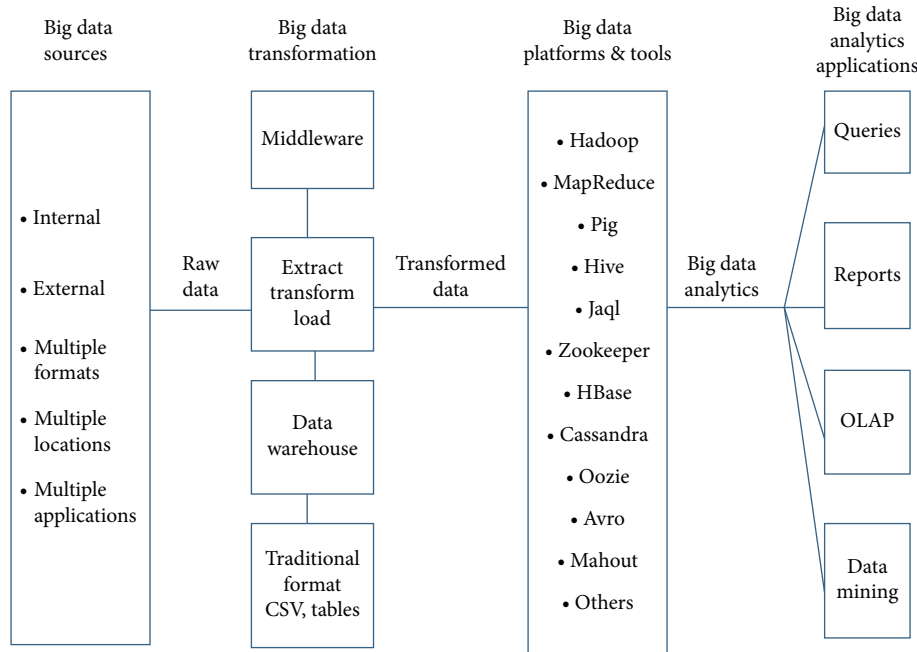 Big data
sources
Big data
transformation
Big data
platforms & tools
Big data
analytics
applications
• Internal
• External
• Multiple
formats
• Multiple
locations
• Multiple
applications
Raw
data
Middleware
Extract
transform
load
Data
warehouse
Traditional
format
CSV, tables
Transformed
data
• Hadoop
• MapReduce
• Pig
• Hive
• Jaql
• Zookeeper
• HBase
• Cassandra
• Oozie
• Avro
• Mahout
• Others
Big data
analytics
Queries
Reports
OLAP
Data
mining